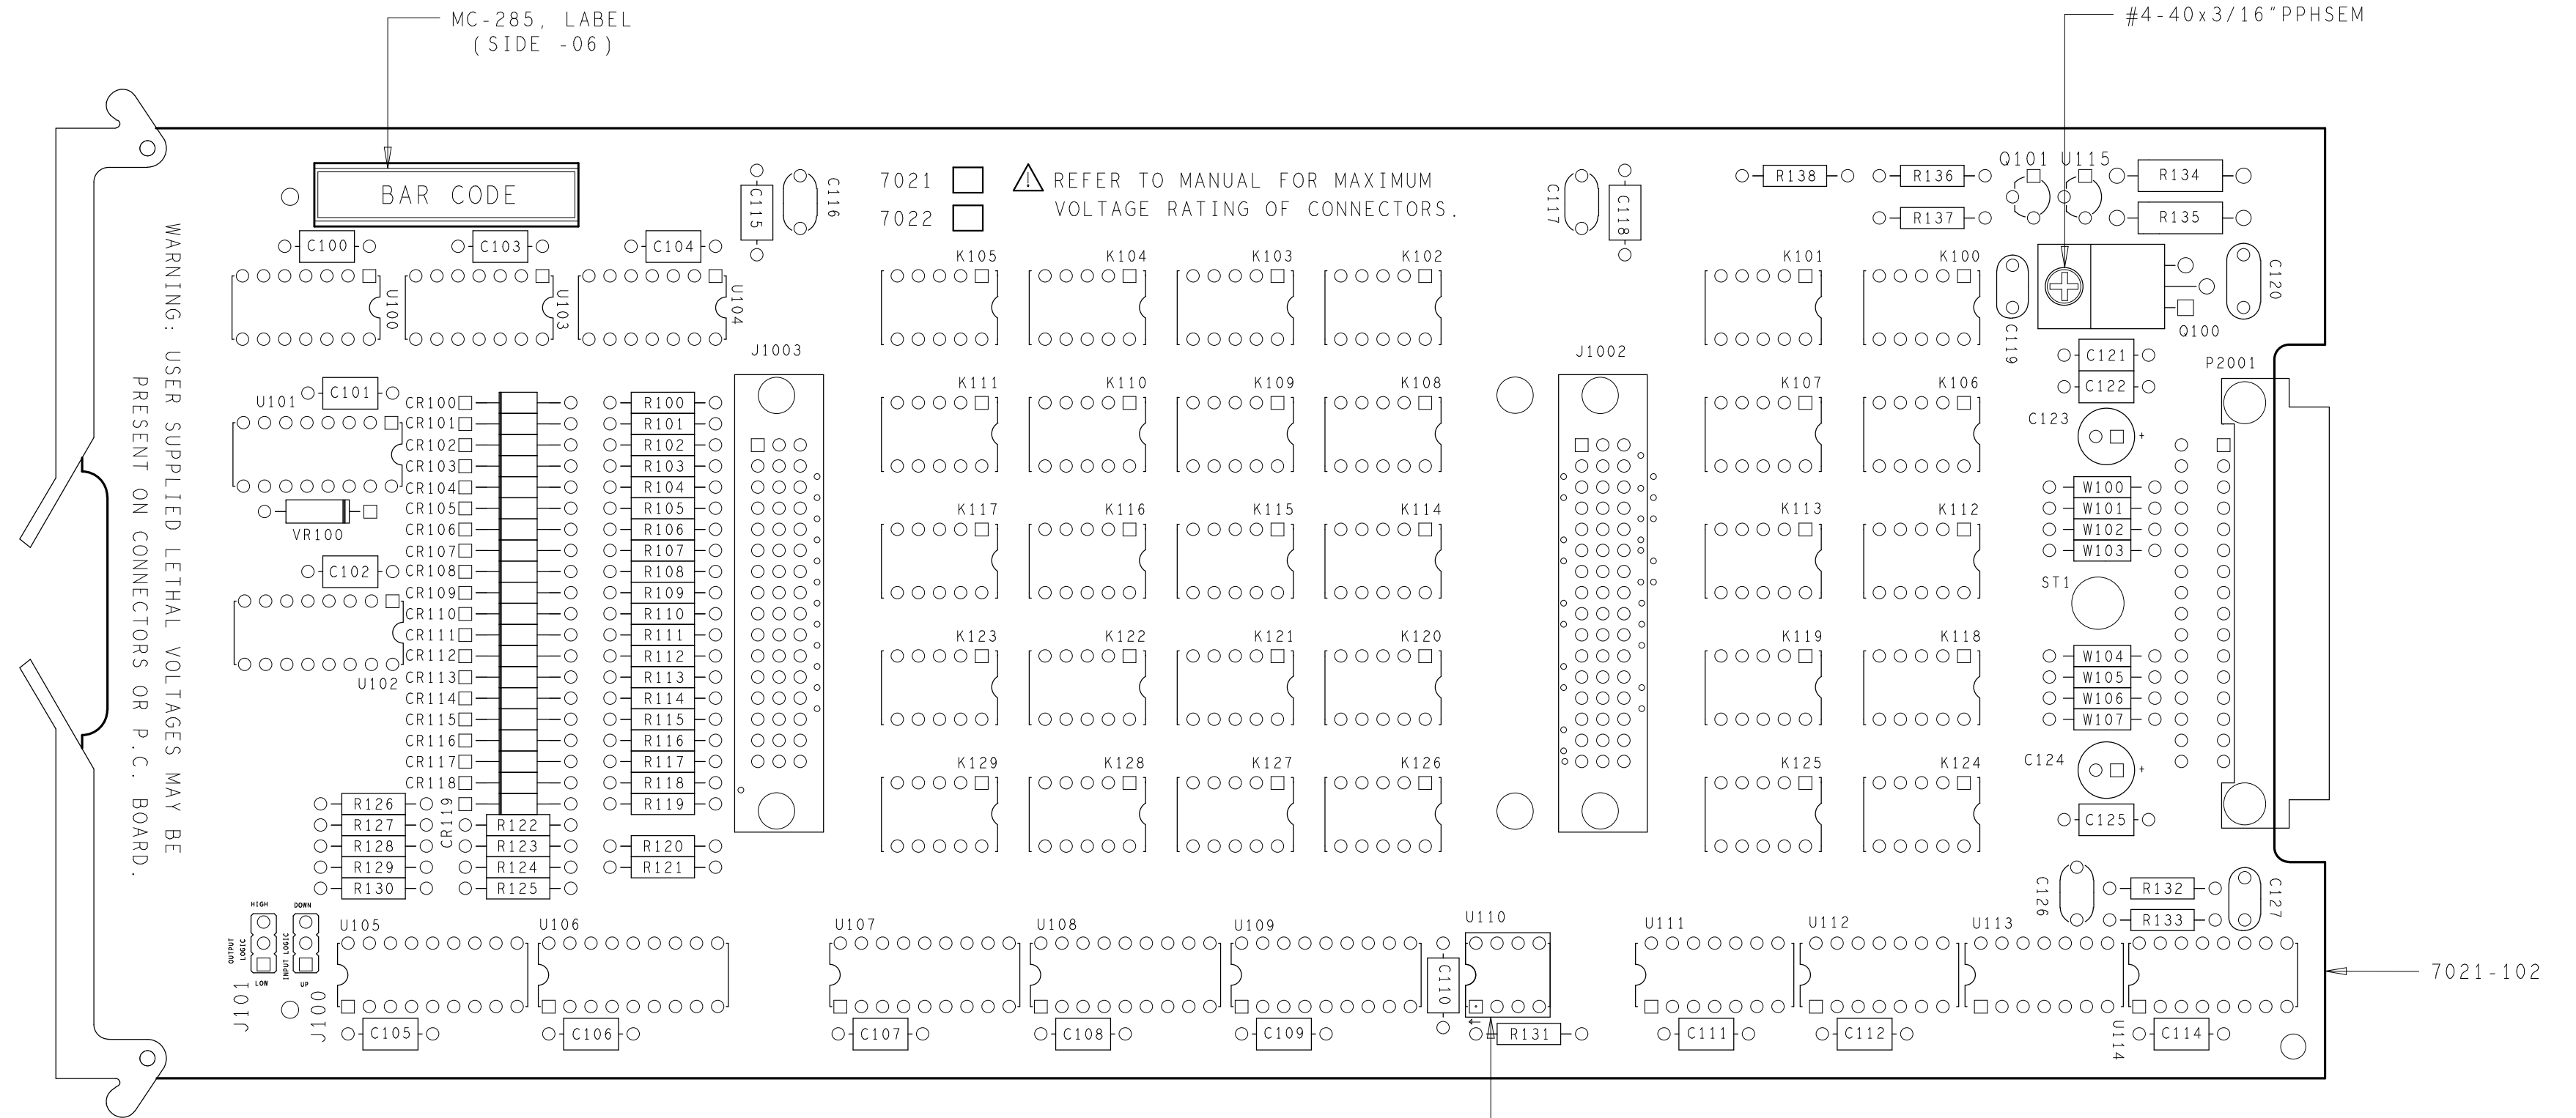 MC-285, LABEL
(SIDE -06)
#4-40x3/16"PPHSEM
BAR CODE
7021
7022
REFER TO MANUAL FOR MAXIMUM
VOLTAGE RATING OF CONNECTORS.
WARNING: USER SUPPLIED LETHAL VOLTAGES MAY BE
PRESENT ON CONNECTORS OR P.C. BOARD.
C115
C116
C117
C118
R138
R136
R137
Q101
U115
R134
R135
C100
C103
C104
U100
U103
U104
K105
K104
K103
K102
K101
K100
C119
C120
Q100
J1003
J1002
C121
C122
P2001
U101
C101
K111
K110
K109
K108
K107
K106
C123
CR100
CR101
CR102
CR103
CR104
CR105
CR106
CR107
CR108
CR109
CR110
CR111
CR112
CR113
CR114
CR115
CR116
CR117
CR118
CR119
R100
R101
R102
R103
R104
R105
R106
R107
R108
R109
R110
R111
R112
R113
R114
R115
R116
R117
R118
R119
R120
R121
VR100
C102
U102
K117
K116
K115
K114
K113
K112
W100
W101
W102
W103
ST1
K123
K122
K121
K120
K119
K118
W104
W105
W106
W107
K129
K128
K127
K126
K125
K124
C124
C125
R126
R127
R128
R129
R130
R122
R123
R124
R125
C126
R132
R133
C127
HIGH
DOWN
OUTPUT
LOGIC
INPUT LOGIC
LOW
UP
J101
J100
U105
U106
U107
U108
U109
U110
U111
U112
U113
U114
C110
7021-102
C105
C106
C107
C108
C109
R131
C111
C112
C114